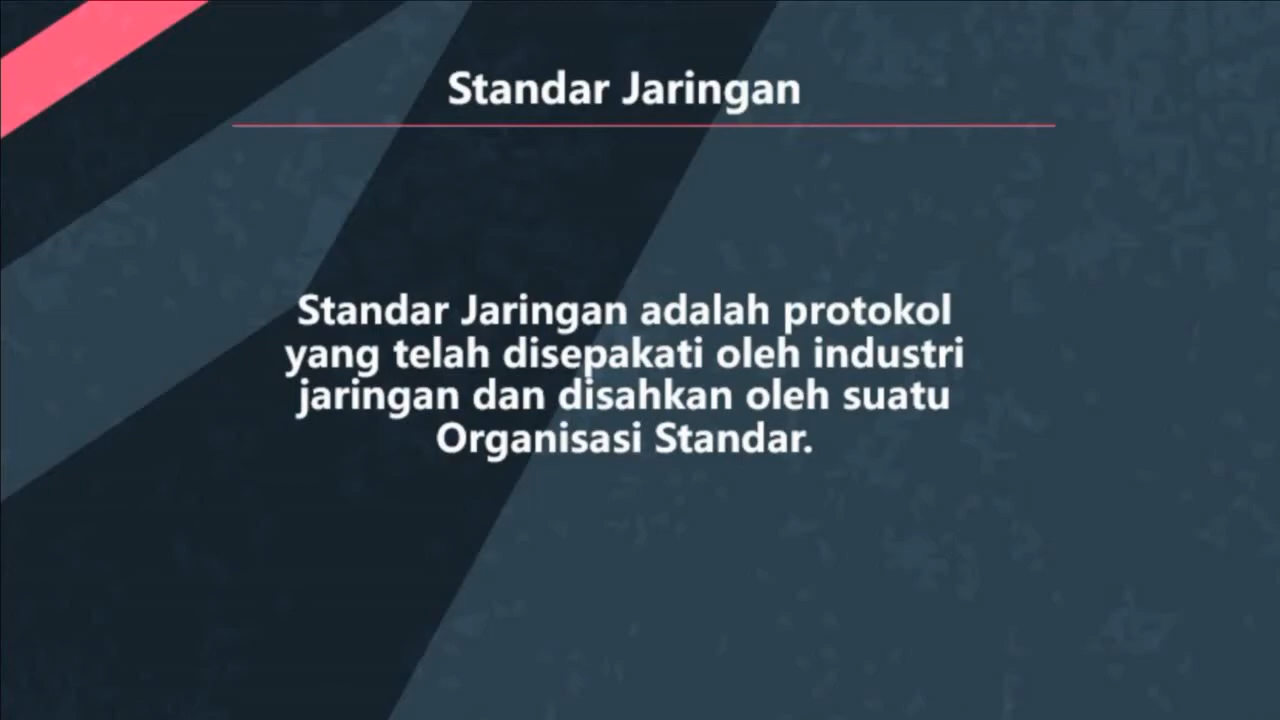 Standar Jaringan
Standar Jaringan adalah protokol
yang telah disepakati oleh industri
jaringan dan disahkan oleh suatu
Organisasi Standar.